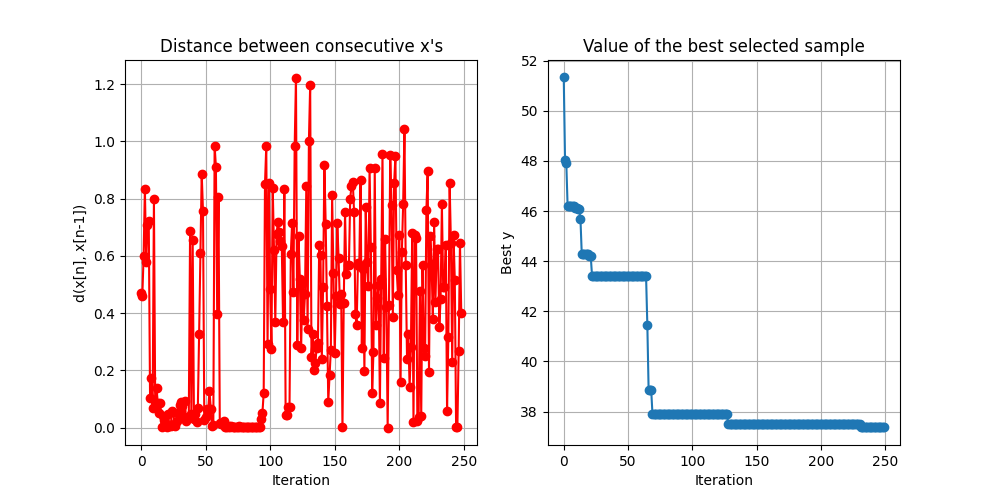 Distance between consecutive x's
d(x[n], x[n-1])
1.2
1.0
0.8
0.6
0.4
0.2
0.0
0 50 100 150 200 250
Iteration
Value of the best selected sample
Best y
52
50
48
46
44
42
40
38
0 50 100 150 200 250
Iteration